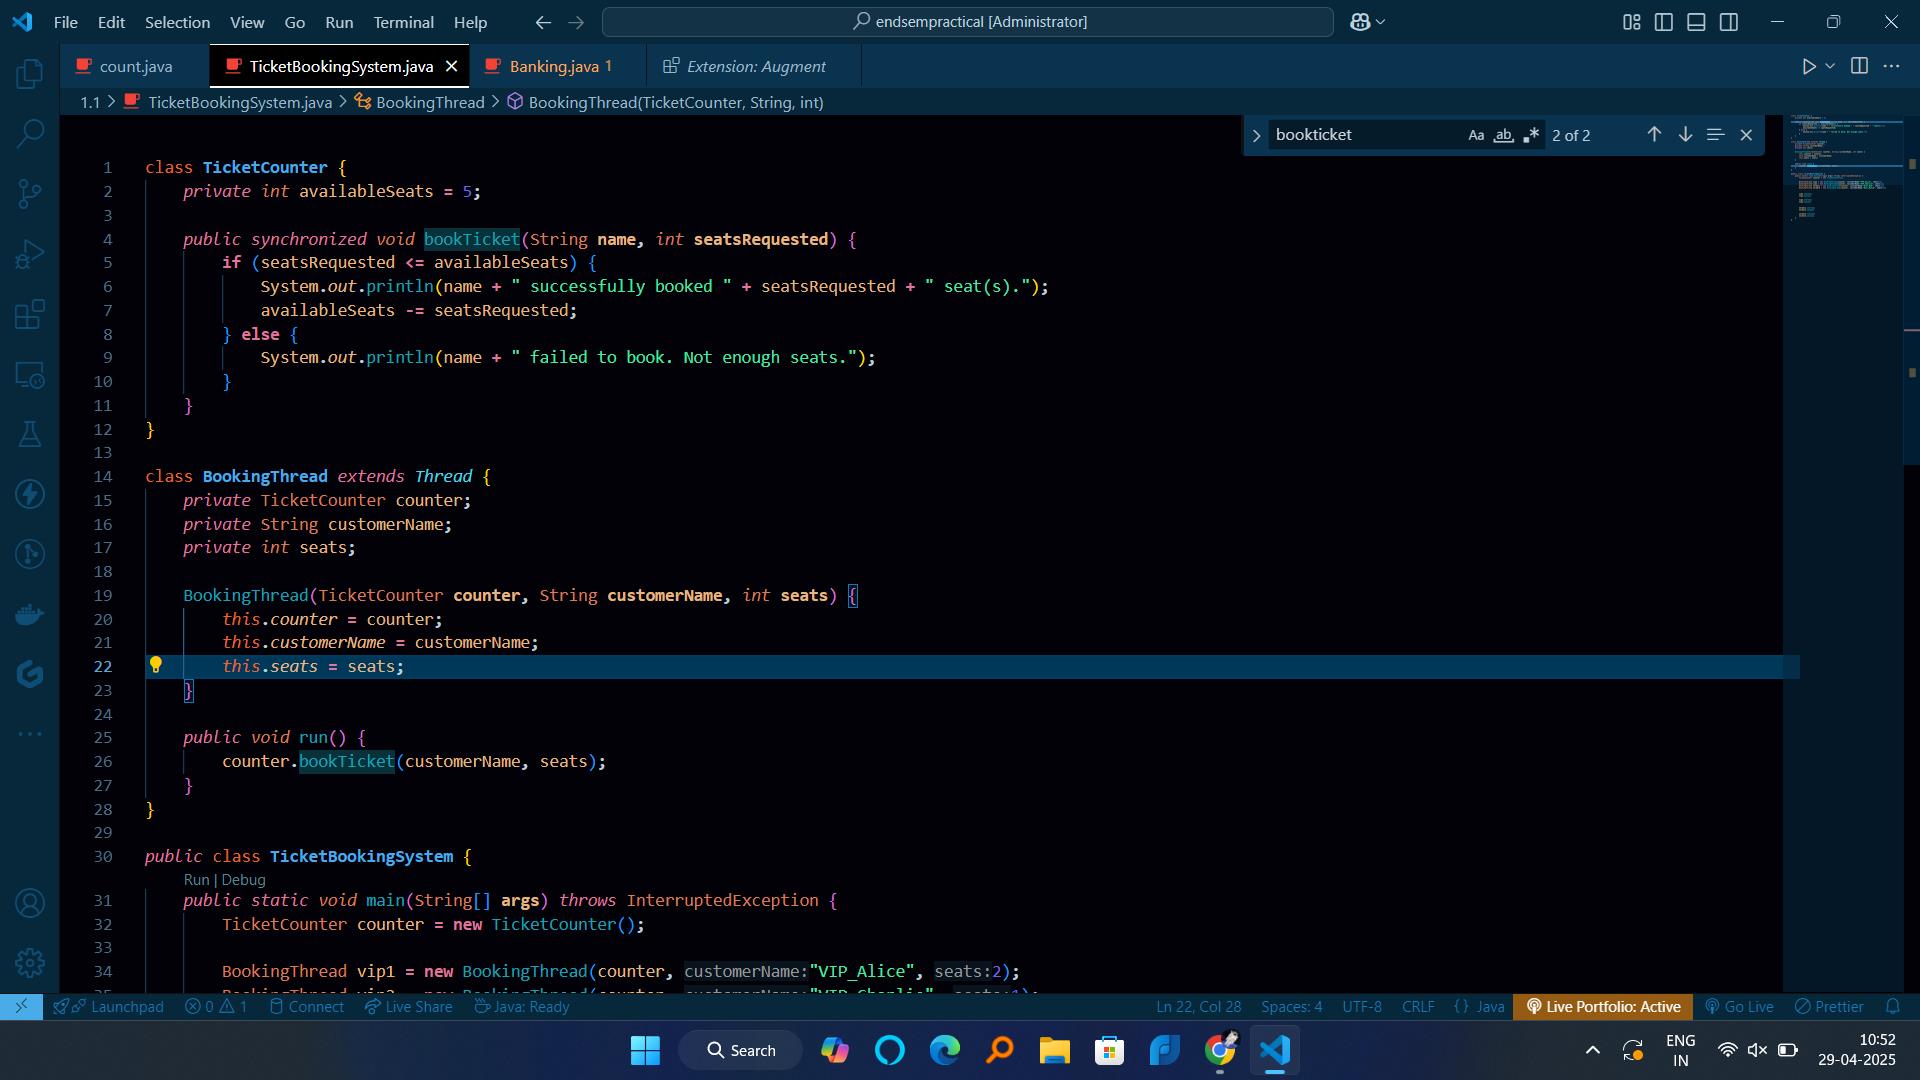 File Edit Selection View Go Run Terminal Help
endsempractical [Administrator]
count.java
TicketBookingSystem.java
Banking.java 1
Extension: Augment
1.1 > TicketBookingSystem.java > BookingThread > BookingThread(TicketCounter, String, int)
bookticket Aa ab 2 of 2
1 class TicketCounter {
2 private int availableSeats = 5;
3
4 public synchronized void bookTicket(String name, int seatsRequested) {
5 if (seatsRequested <= availableSeats) {
6 System.out.println(name + " successfully booked " + seatsRequested + " seat(s).");
7 availableSeats -= seatsRequested;
8 } else {
9 System.out.println(name + " failed to book. Not enough seats.");
10 }
11 }
12 }
13
14 class BookingThread extends Thread {
15 private TicketCounter counter;
16 private String customerName;
17 private int seats;
18
19 BookingThread(TicketCounter counter, String customerName, int seats) {
20 this.counter = counter;
21 this.customerName = customerName;
22 this.seats = seats;
23 }
24
25 public void run() {
26 counter.bookTicket(customerName, seats);
27 }
28 }
29
30 public class TicketBookingSystem {
Run | Debug
31 public static void main(String[] args) throws InterruptedException {
32 TicketCounter counter = new TicketCounter();
33
34 BookingThread vip1 = new BookingThread(counter, customerName:"VIP_Alice", seats:2);
Launchpad 0 1 Connect Live Share Java: Ready
Ln 22, Col 28 Spaces: 4 UTF-8 CRLF {} Java Live Portfolio: Active Go Live Prettier
Search
ENG
IN
10:52
29-04-2025